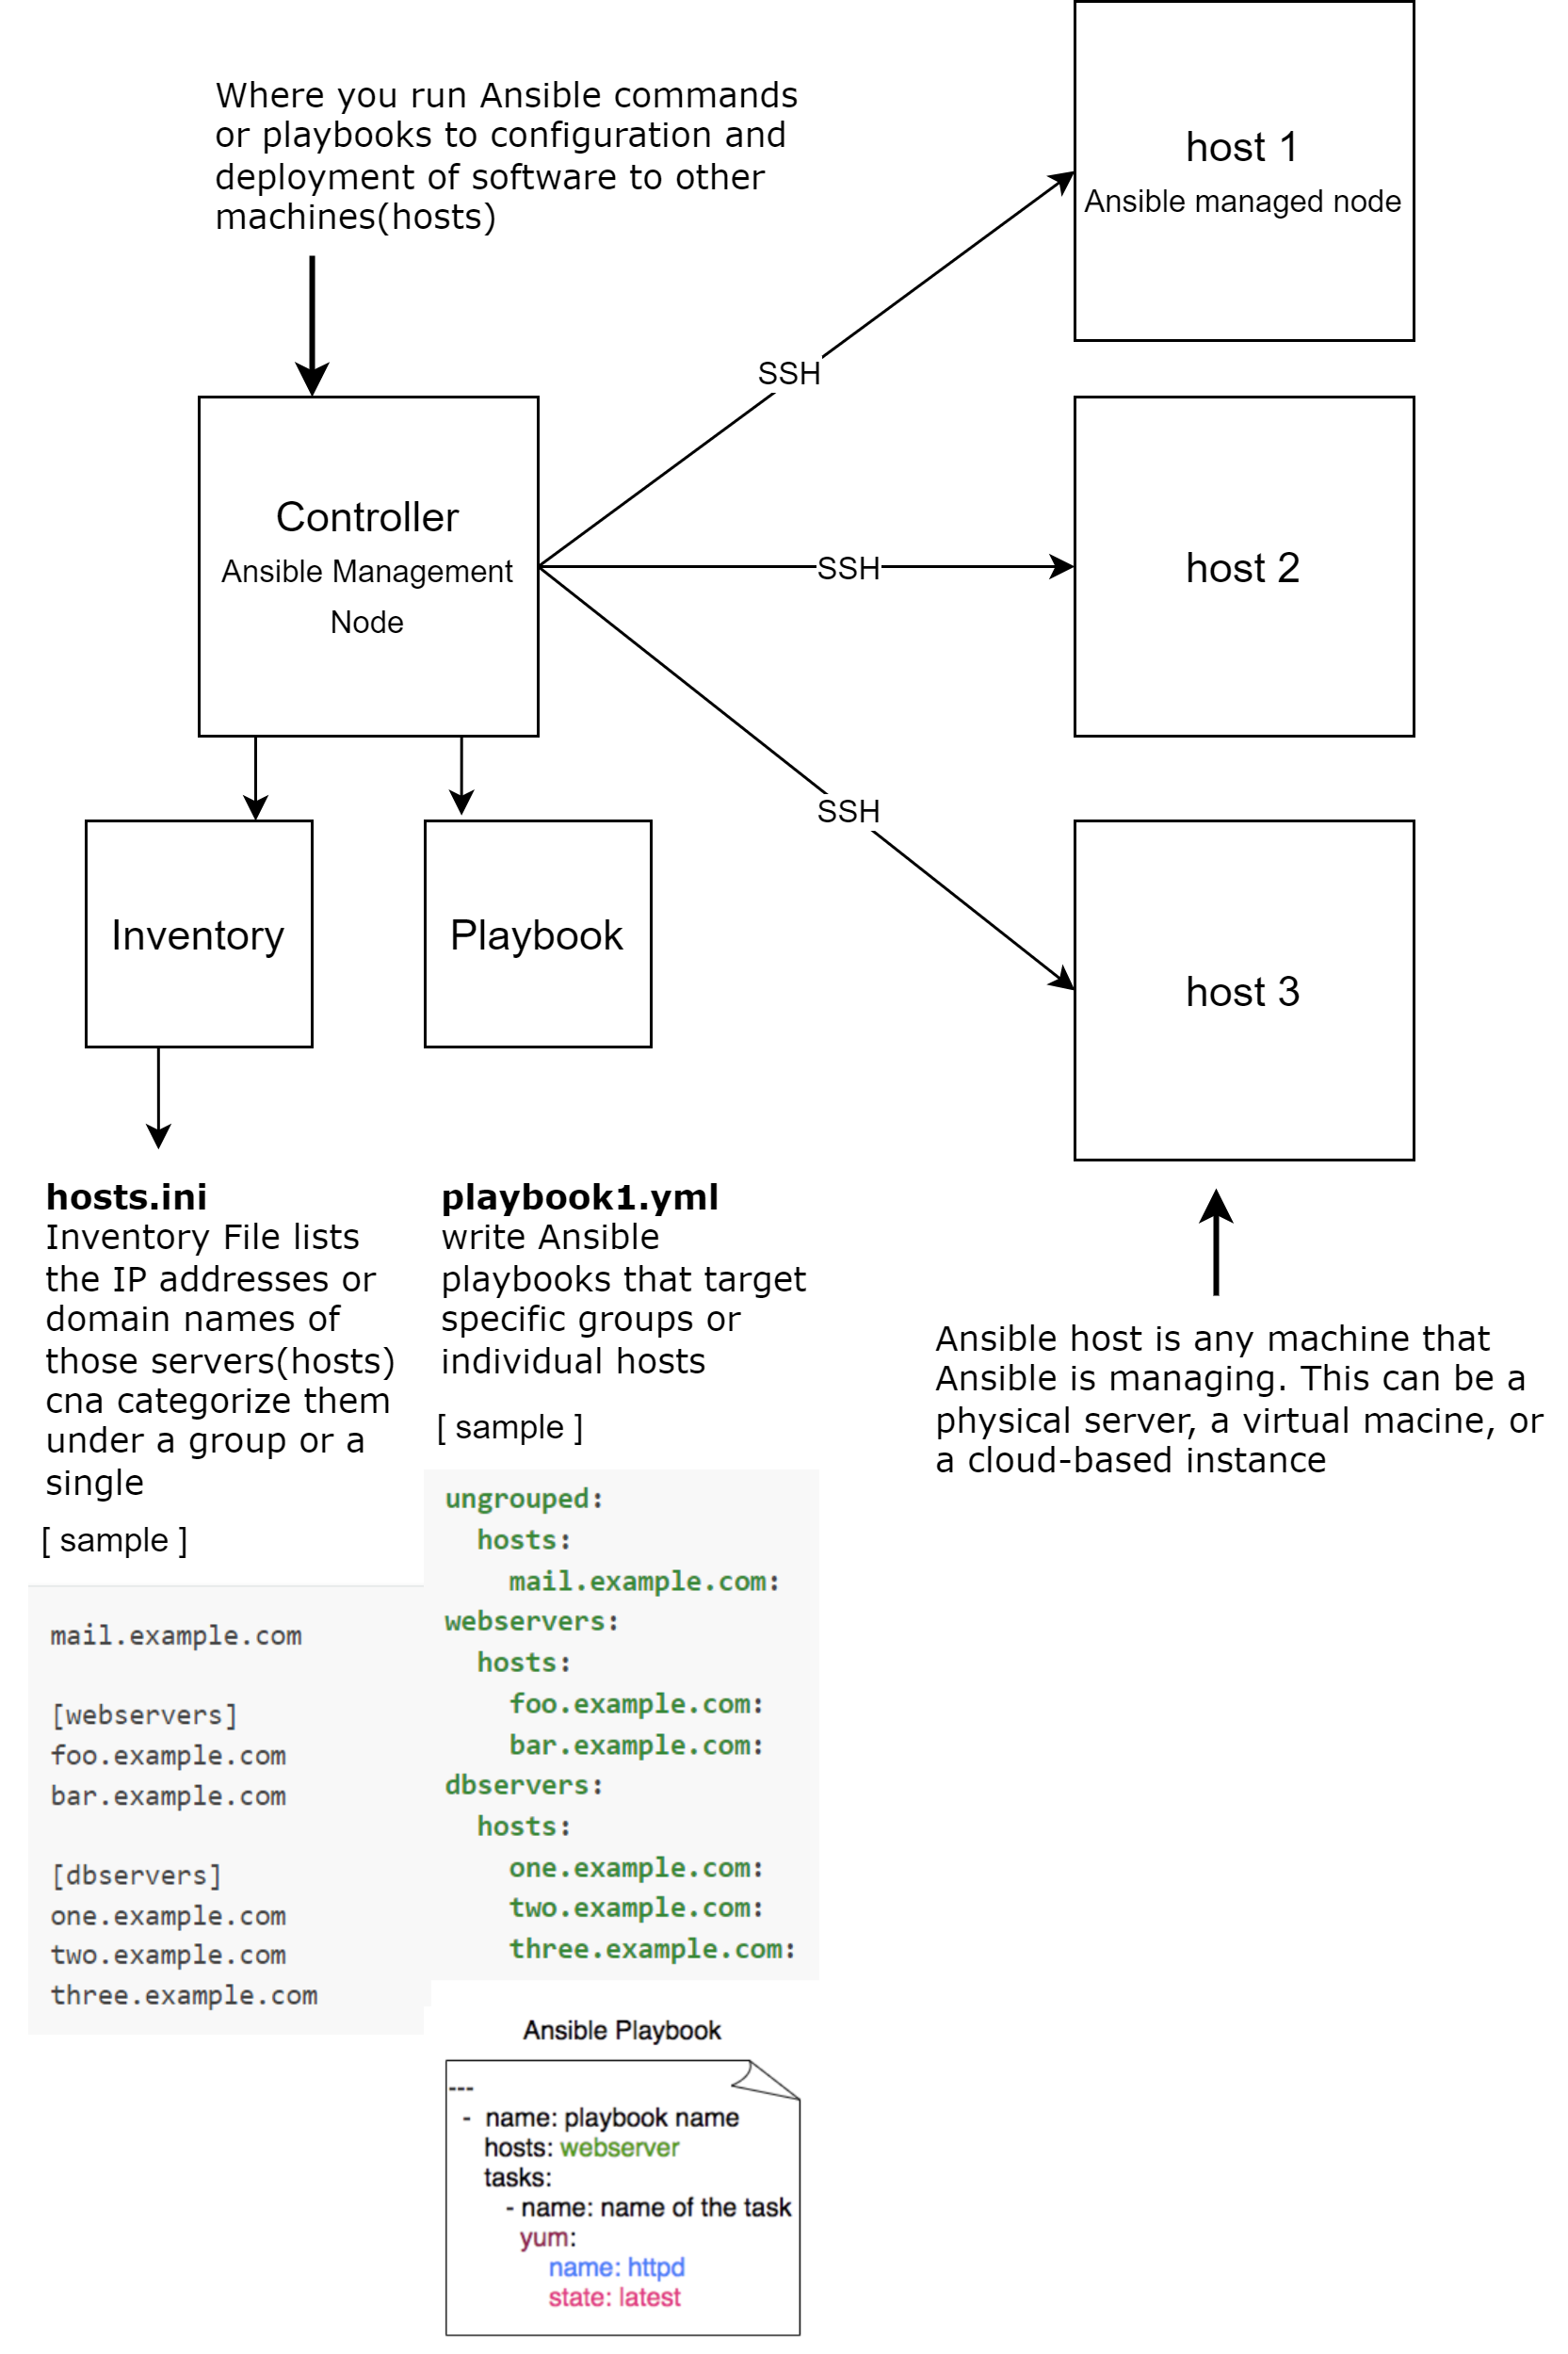 Where you run Ansible commands
or playbooks to configuration and
deployment of software to other
machines(hosts)
host 1
Ansible managed node
SSH
Controller
Ansible Management
Node
SSH
host 2
SSH
Inventory
Playbook
host 3
hosts.ini
Inventory File lists
the IP addresses or
domain names of
those servers(hosts)
cna categorize them
under a group or a
single
[ sample ]
mail.example.com
[webservers]
foo.example.com
bar.example.com
[dbservers]
one.example.com
two.example.com
three.example.com
playbook1.yml
write Ansible
playbooks that target
specific groups or
individual hosts
[ sample ]
ungrouped:
hosts:
mail.example.com:
webservers:
hosts:
foo.example.com:
bar.example.com:
dbservers:
hosts:
one.example.com:
two.example.com:
three.example.com:
Ansible Playbook
---
- name: playbook name
hosts: webserver
tasks:
- name: name of the task
yum:
name: httpd
state: latest
Ansible host is any machine that
Ansible is managing. This can be a
physical server, a virtual macine, or
a cloud-based instance